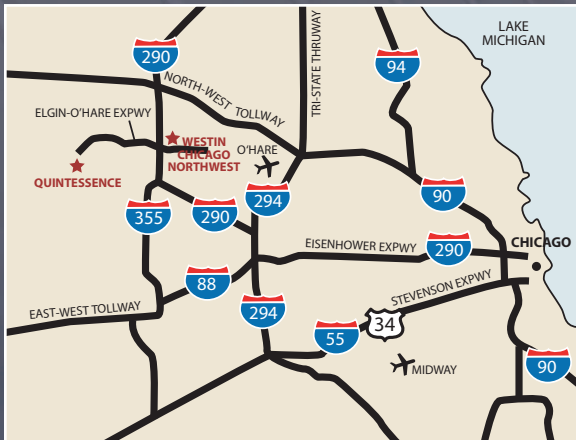 LAKE
MICHIGAN
290
TRI-STATE THRUWAY
94
NORTH-WEST TOLLWAY
ELGIN-O'HARE EXPWY
WESTIN
CHICAGO
NORTHWEST
O'HARE
QUINTESSENCE
294
90
355
290
CHICAGO
EISENHOWER EXPWY
290
88
STEVENSON EXPWY
EAST-WEST TOLLWAY
294
34
55
MIDWAY
90